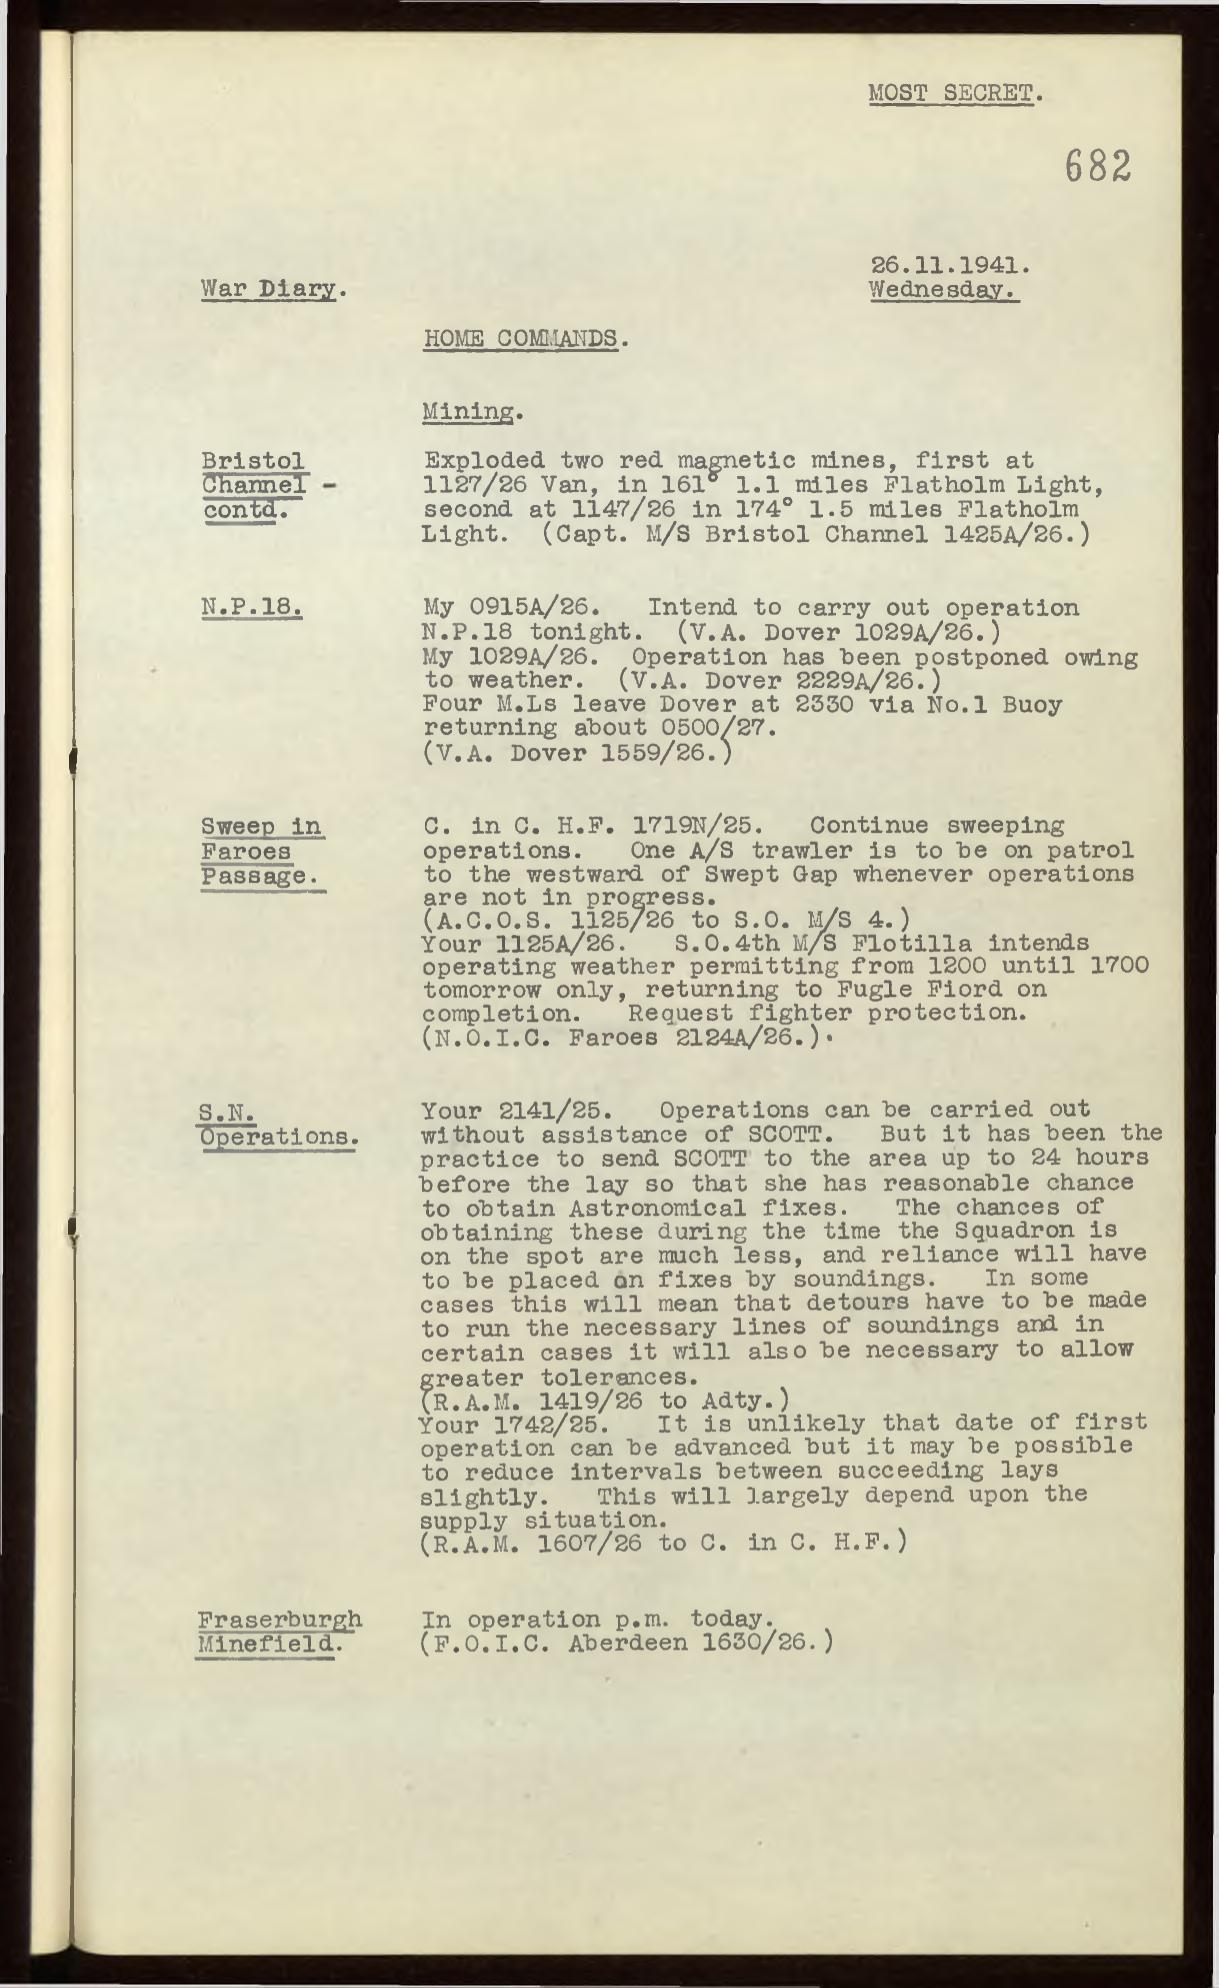 MOST SECRET.
682
26.11.1941.
War Diary.
Wednesday.
HOME COMMANDS.
Mining.
Bristol
Channel -
contd.
Exploded two red magnetic mines, first at
1127/26 Van, in 161° 1.1 miles Flatholm Light,
second at 1147/26 in 174° 1.5 miles Flatholm
Light. (Capt. M/S Bristol Channel 1425A/26.)
N.P.18.
My 0915A/26. Intend to carry out operation
N.P.18 tonight. (V.A. Dover 1029A/26.)
My 1029A/26. Operation has been postponed owing
to weather. (V.A. Dover 2229A/26.)
Four M.Ls leave Dover at 2330 via No.1 Buoy
returning about 0500/27.
(V.A. Dover 1559/26.)
Sweep in
Faroes
Passage.
C. in C. H.F. 1719N/25. Continue sweeping
operations. One A/S trawler is to be on patrol
to the westward of Swept Gap whenever operations
are not in progress.
(A.C.O.S. 1125/26 to S.O. M/S 4.)
Your 1125A/26. S.O.4th M/S Flotilla intends
operating weather permitting from 1200 until 1700
tomorrow only, returning to Fugle Fiord on
completion. Request fighter protection.
(N.O.I.C. Faroes 2124A/26.).
S.N.
Operations.
Your 2141/25. Operations can be carried out
without assistance of SCOTT. But it has been the
practice to send SCOTT to the area up to 24 hours
before the lay so that she has reasonable chance
to obtain Astronomical fixes. The chances of
obtaining these during the time the Squadron is
on the spot are much less, and reliance will have
to be placed on fixes by soundings. In some
cases this will mean that detours have to be made
to run the necessary lines of soundings and in
certain cases it will also be necessary to allow
greater tolerances.
(R.A.M. 1419/26 to Adty.)
Your 1742/25. It is unlikely that date of first
operation can be advanced but it may be possible
to reduce intervals between succeeding lays
slightly. This will largely depend upon the
supply situation.
(R.A.M. 1607/26 to C. in C. H.F.)
Fraserburgh
Minefield.
In operation p.m. today.
(F.O.I.C. Aberdeen 1630/26.)